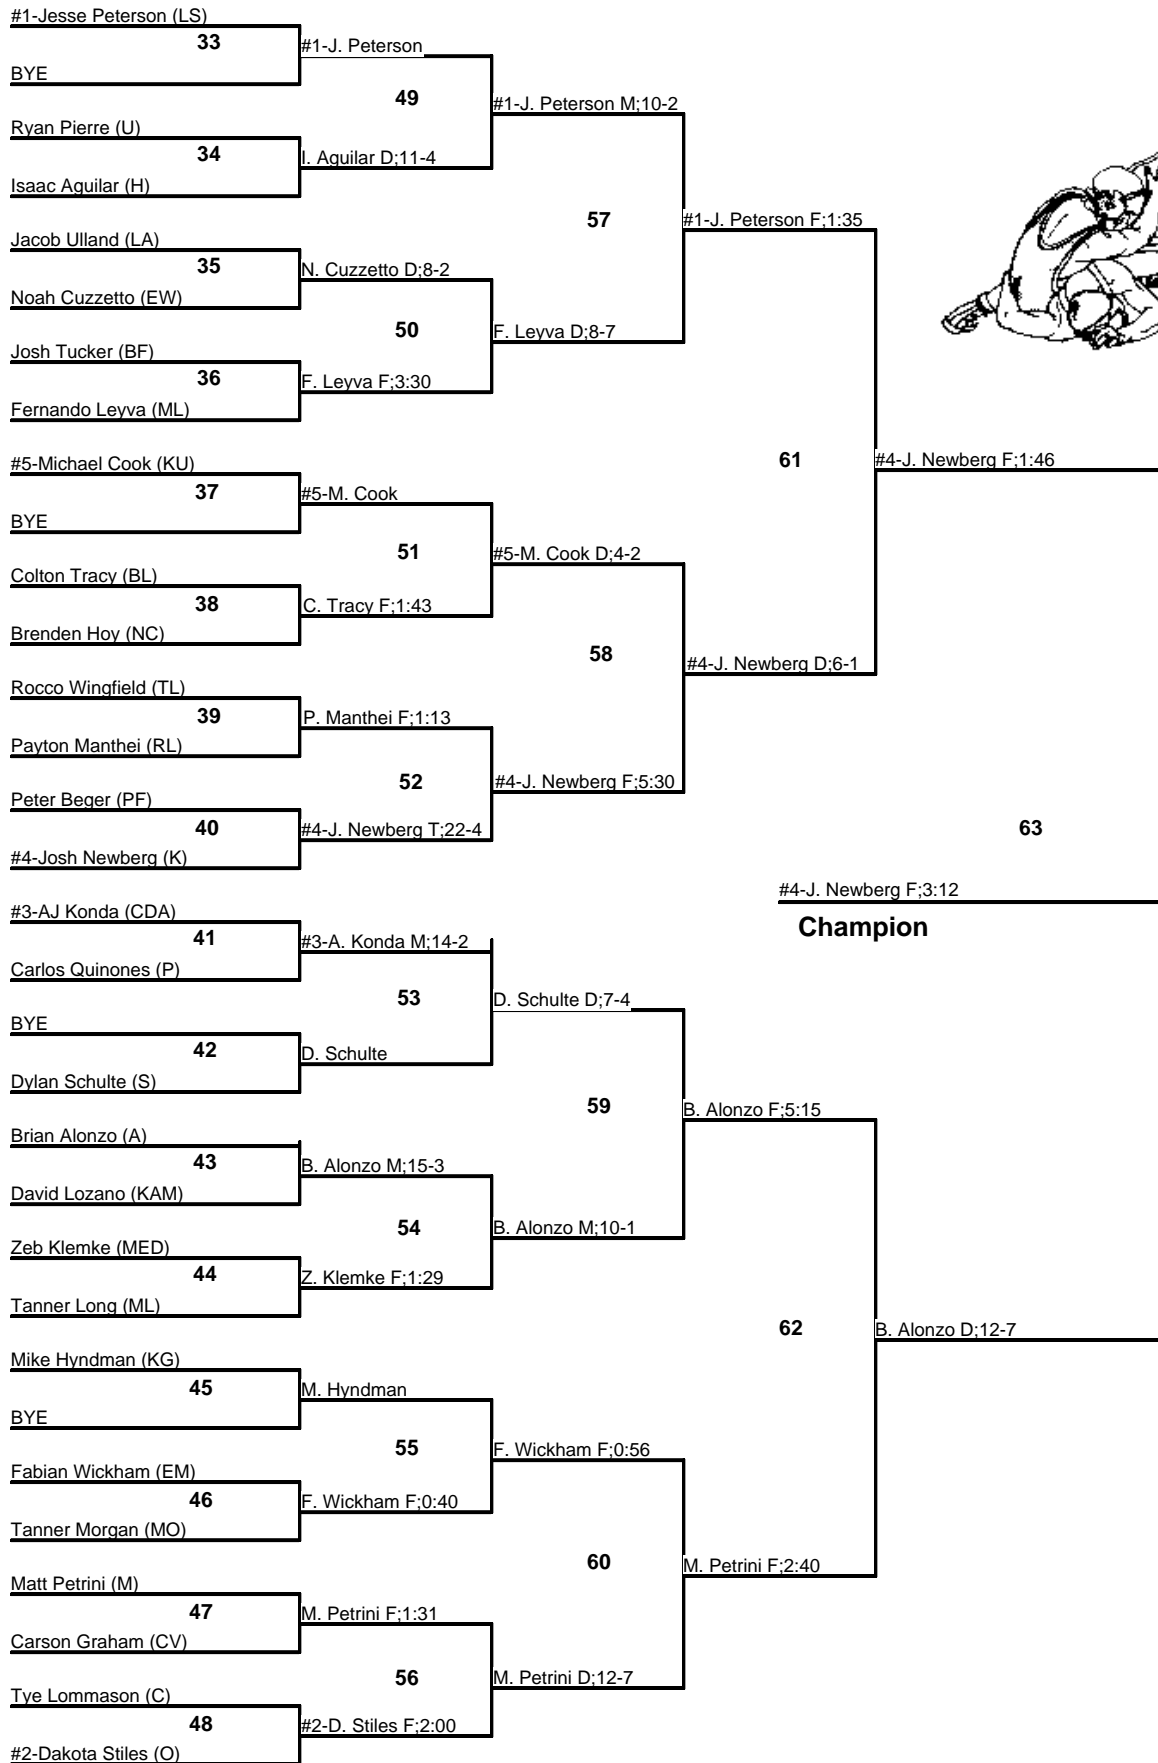 #1-Jesse Peterson (LS)
33
BYE
#1-J. Peterson
49
Ryan Pierre (U)
34
Isaac Aguilar (H)
I. Aguilar D;11-4
#1-J. Peterson M;10-2
57
Jacob Ulland (LA)
35
Noah Cuzzetto (EW)
N. Cuzzetto D;8-2
50
Josh Tucker (BF)
36
Fernando Leyva (ML)
F. Leyva F;3:30
F. Leyva D;8-7
#1-J. Peterson F;1:35
61
#5-Michael Cook (KU)
37
BYE
#5-M. Cook
51
Colton Tracy (BL)
38
Brenden Hoy (NC)
C. Tracy F;1:43
#5-M. Cook D;4-2
58
Rocco Wingfield (TL)
39
Payton Manthei (RL)
P. Manthei F;1:13
52
Peter Beger (PF)
40
#4-Josh Newberg (K)
#4-J. Newberg T;22-4
#4-J. Newberg F;5:30
#4-J. Newberg D;6-1
#4-J. Newberg F;1:46
63
#4-J. Newberg F;3:12
Champion
#3-AJ Konda (CDA)
41
Carlos Quinones (P)
#3-A. Konda M;14-2
53
BYE
42
Dylan Schulte (S)
D. Schulte
D. Schulte D;7-4
59
Brian Alonzo (A)
43
David Lozano (KAM)
B. Alonzo M;15-3
54
Zeb Klemke (MED)
44
Tanner Long (ML)
Z. Klemke F;1:29
B. Alonzo M;10-1
B. Alonzo F;5:15
62
Mike Hyndman (KG)
45
BYE
M. Hyndman
55
Fabian Wickham (EM)
46
Tanner Morgan (MO)
F. Wickham F;0:40
F. Wickham F;0:56
60
Matt Petrini (M)
47
Carson Graham (CV)
M. Petrini F;1:31
56
Tye Lommason (C)
48
#2-Dakota Stiles (O)
#2-D. Stiles F;2:00
M. Petrini D;12-7
M. Petrini F;2:40
B. Alonzo D;12-7